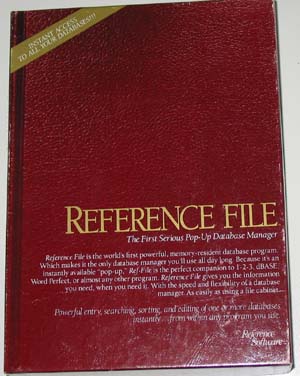 INSTANT ACCESS
TO ALL YOUR DATABASES!!!
REFERENCE FILE
The First Serious Pop-Up Database Manager
Reference File is the world's first powerful, memory-resident database program.
Which makes it the only database manager you'll use all day long. Because it's an
instantly available "pop-up," Ref-File is the perfect companion to 1-2-3, dBASE,
Word Perfect, or almost any other program. Reference File gives you the information
you need, when you need it. With the speed and flexibility of a database
manager. As easily as using a file cabinet.
Powerful entry, searching, sorting, and editing of one or more databases
instantly...from within any program you use.
Reference
Software